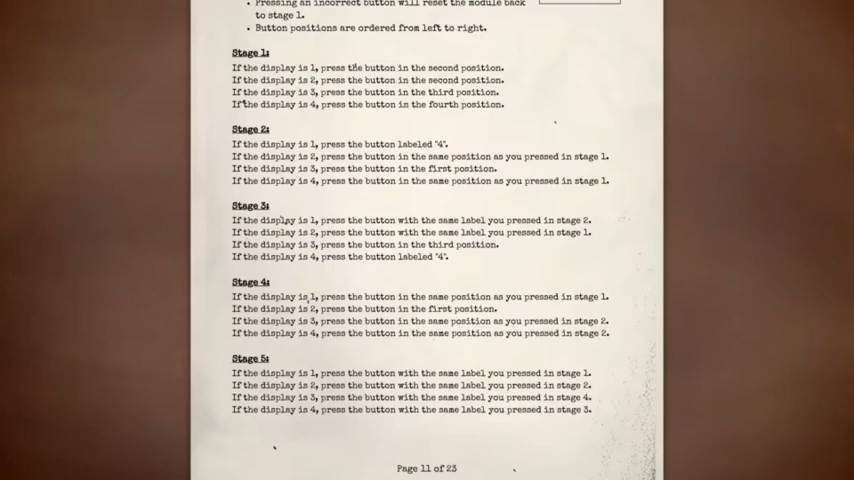 Pressing an incorrect button will reset the module back
to stage 1.
Button positions are ordered from left to right.
Stage 1:
If the display is 1, press the button in the second position.
If the display is 2, press the button in the second position.
If the display is 3, press the button in the third position.
If the display is 4, press the button in the fourth position.
Stage 2:
If the display is 1, press the button labeled "4".
If the display is 2, press the button in the same position as you pressed in stage 1.
If the display is 3, press the button in the first position.
If the display is 4, press the button in the same position as you pressed in stage 1.
Stage 3:
If the display is 1, press the button with the same label you pressed in stage 2.
If the display is 2, press the button with the same label you pressed in stage 1.
If the display is 3, press the button in the third position.
If the display is 4, press the button labeled "4".
Stage 4:
If the display is 1, press the button in the same position as you pressed in stage 1.
If the display is 2, press the button in the first position.
If the display is 3, press the button in the same position as you pressed in stage 2.
If the display is 4, press the button in the same position as you pressed in stage 2.
Stage 5:
If the display is 1, press the button with the same label you pressed in stage 1.
If the display is 2, press the button with the same label you pressed in stage 2.
If the display is 3, press the button with the same label you pressed in stage 4.
If the display is 4, press the button with the same label you pressed in stage 3.
Page 11 of 23